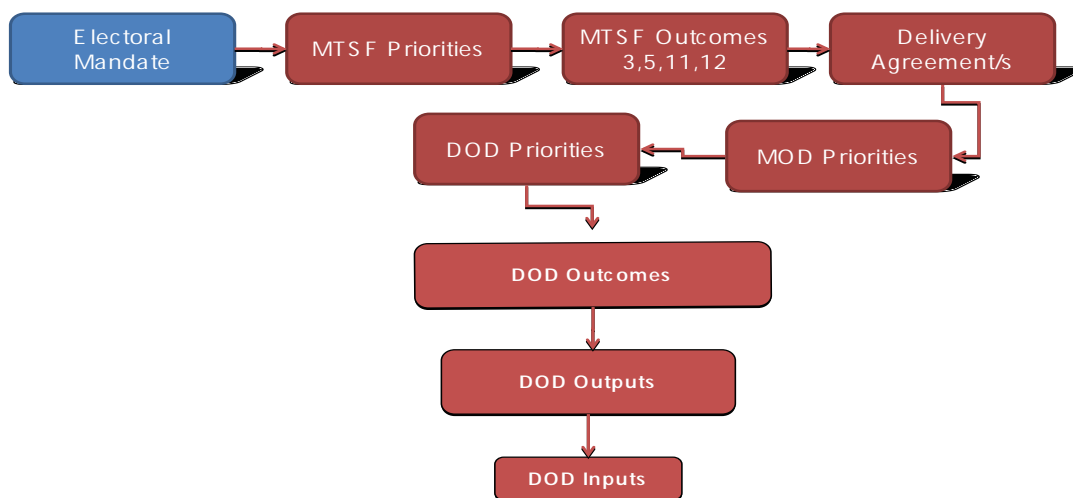 Electoral
Mandate
MTSF Priorities
MTSF Outcomes
3,5,11,12
Delivery
Agreement/s
DOD Priorities
MOD Priorities
DOD Outcomes
DOD Outputs
DOD Inputs